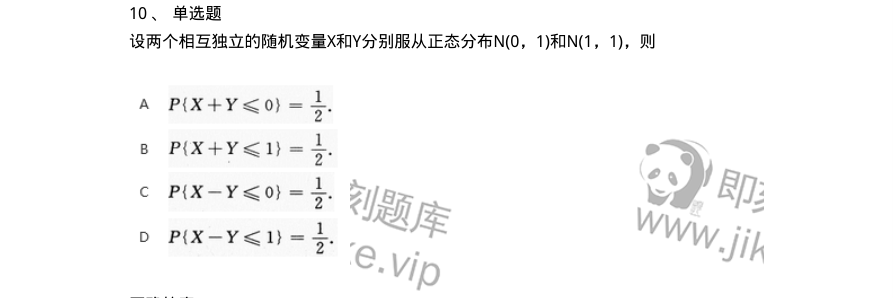 10 、 单选题
设两个相互独立的随机变量X和Y分别服从正态分布N(0，1)和N(1，1)，则
A P{X+Y⩽0} = 1/2.
B P{X+Y⩽1} = 1/2.
C P{X-Y⩽0} = 1/2.
D P{X-Y⩽1} = 1/2.
刻题库
e.vip
即
www.jik